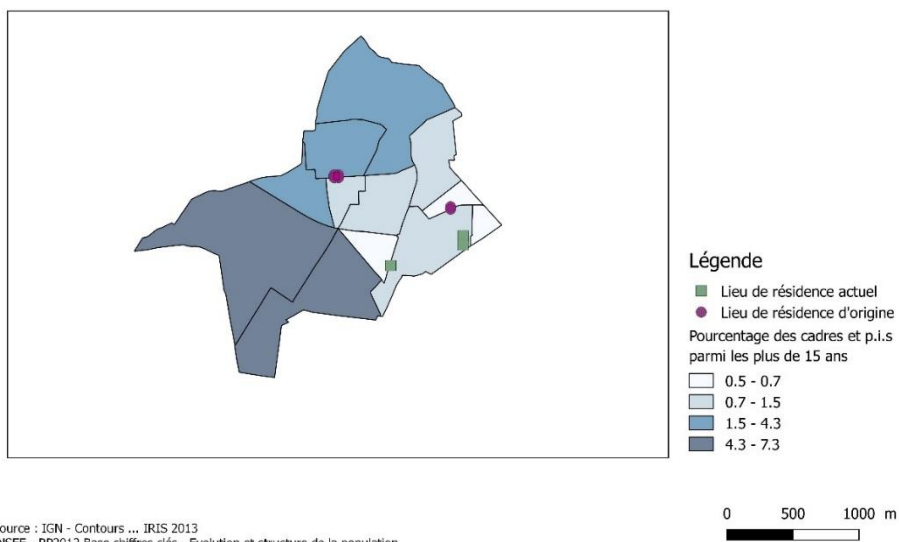 Légende
Lieu de résidence actuel
Lieu de résidence d'origine
Pourcentage des cadres et p.i.s
parmi les plus de 15 ans
0.5 - 0.7
0.7 - 1.5
1.5 - 4.3
4.3 - 7.3
0 500 1000 m
ource : IGN - Contours ... IRIS 2013